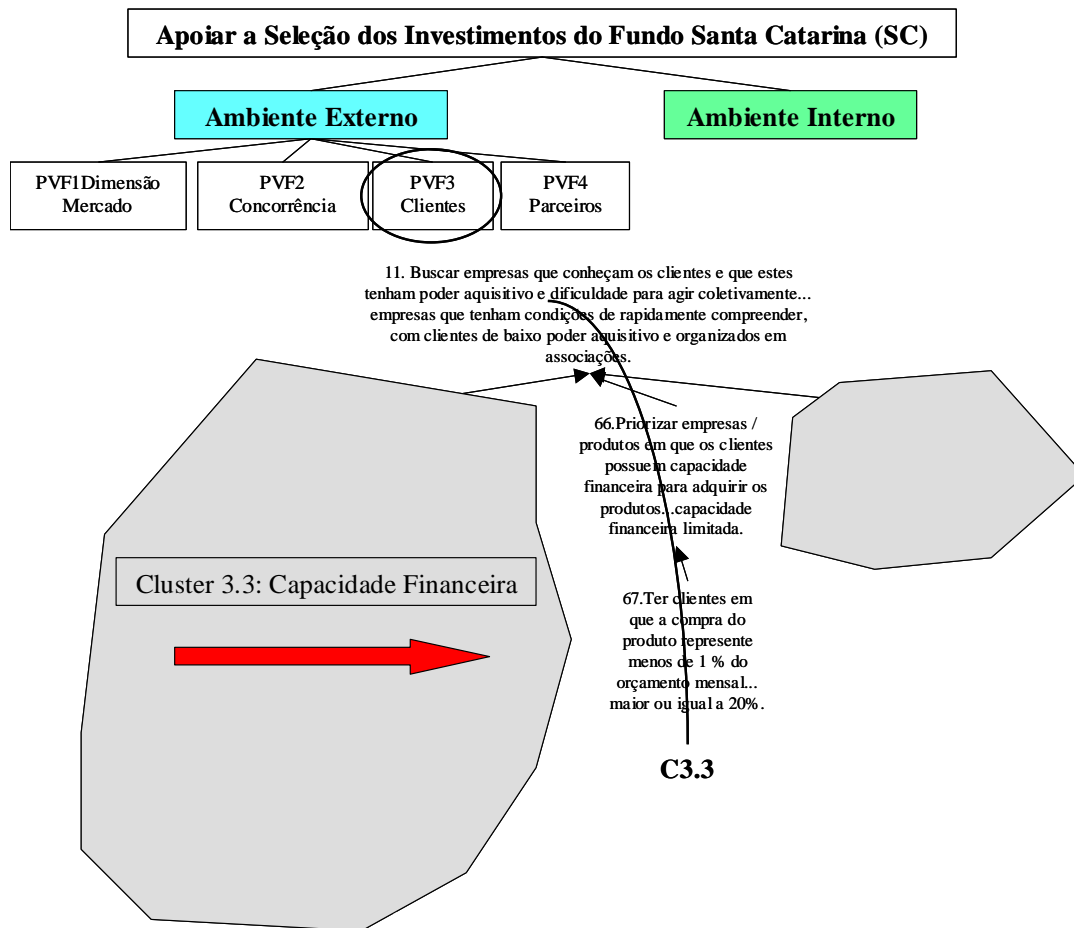 Apoiar a Seleção dos Investimentos do Fundo Santa Catarina (SC)
Ambiente Externo
Ambiente Interno
PVF1Dimensão
Mercado
PVF2
Concorrência
PVF3
Clientes
PVF4
Parceiros
11. Buscar empresas que conheçam os clientes e que estes
tenham poder aquisitivo e dificuldade para agir coletivamente...
empresas que tenham condições de rapidamente compreender,
com clientes de baixo poder aquisitivo e organizados em
associações.
66.Priorizar empresas /
produtos em que os clientes
possuem capacidade
financeira para adquirir os
produtos...capacidade
financeira limitada.
Cluster 3.3: Capacidade Financeira
67.Ter clientes em
que a compra do
produto represente
menos de 1 % do
orçamento mensal...
maior ou igual a 20%.
C3.3